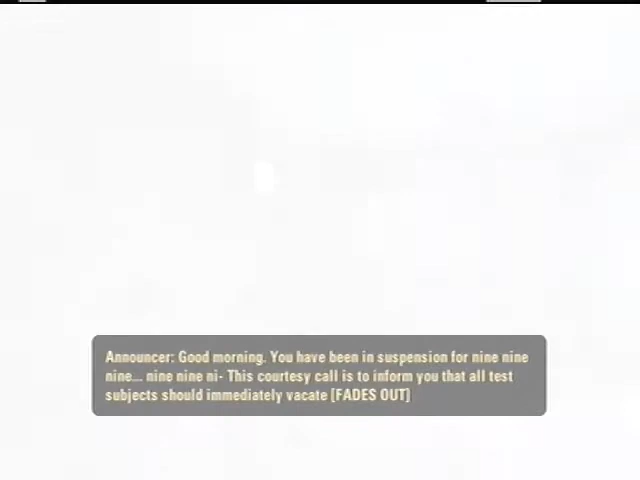 Announcer: Good morning. You have been in suspension for nine nine
nine... nine nine ni- This courtesy call is to inform you that all test
subjects should immediately vacate [FADES OUT]